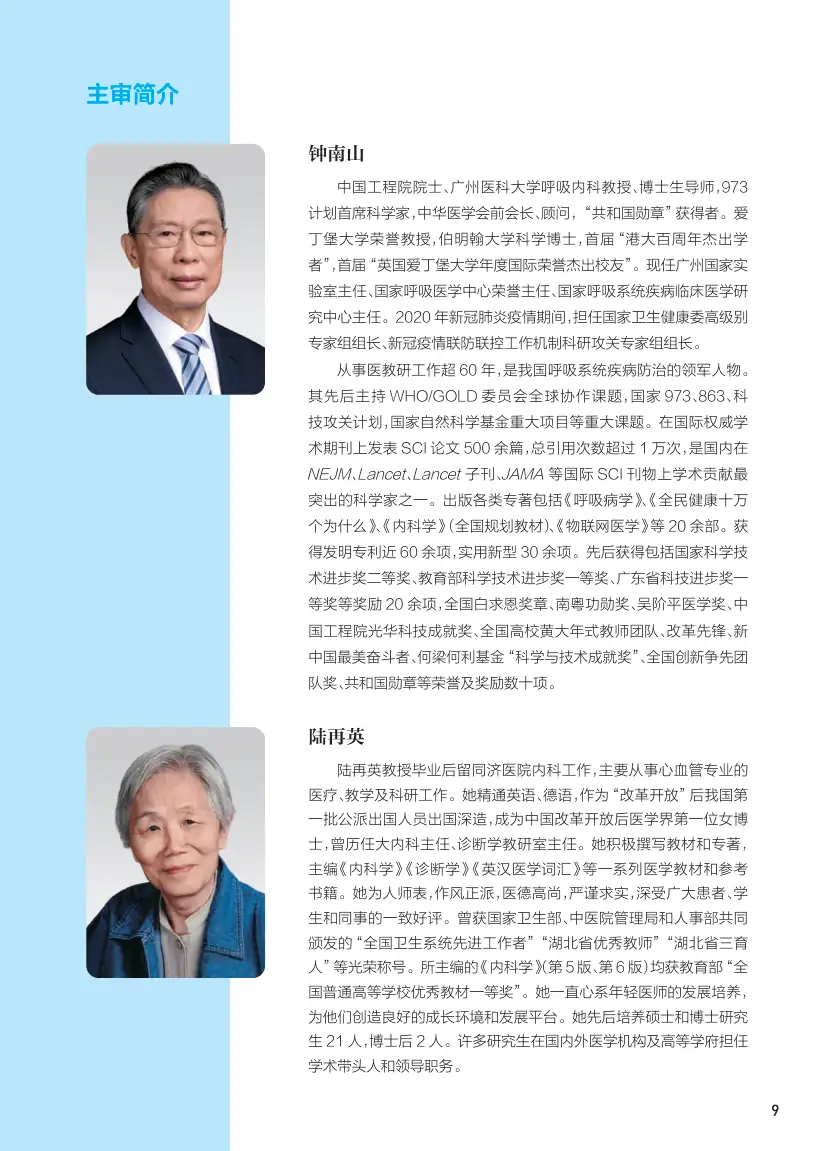 主审简介
钟南山
中国工程院院士、广州医科大学呼吸内科教授、博士生导师,973
计划首席科学家,中华医学会前会长、顾问，“共和国勋章”获得者。爱
丁堡大学荣誉教授,伯明翰大学科学博士,首届“港大百周年杰出学
者”,首届“英国爱丁堡大学年度国际荣誉杰出校友”。现任广州国家实
验室主任、国家呼吸医学中心荣誉主任、国家呼吸系统疾病临床医学研
究中心主任。2020 年新冠肺炎疫情期间,担任国家卫生健康委高级别
专家组组长、新冠疫情联防联控工作机制科研攻关专家组组长。
从事医教研工作超 60 年,是我国呼吸系统疾病防治的领军人物。
其先后主持 WHO/GOLD 委员会全球协作课题,国家 973、863、科
技攻关计划,国家自然科学基金重大项目等重大课题。在国际权威学
术期刊上发表 SCI 论文 500 余篇,总引用次数超过 1 万次,是国内在
NEJM、Lancet、Lancet 子刊、JAMA 等国际 SCI 刊物上学术贡献最
突出的科学家之一。出版各类专著包括《呼吸病学》、《全民健康十万
个为什么》、《内科学》(全国规划教材)、《物联网医学》等 20 余部。获
得发明专利近 60 余项,实用新型 30 余项。先后获得包括国家科学技
术进步奖二等奖、教育部科学技术进步奖一等奖、广东省科技进步奖一
等奖等奖励 20 余项,全国白求恩奖章、南粤功勋奖、吴阶平医学奖、中
国工程院光华科技成就奖、全国高校黄大年式教师团队、改革先锋、新
中国最美奋斗者、何梁何利基金“科学与技术成就奖”、全国创新争先团
队奖、共和国勋章等荣誉及奖励数十项。
陆再英
陆再英教授毕业后留同济医院内科工作,主要从事心血管专业的
医疗、教学及科研工作。她精通英语、德语,作为“改革开放”后我国第
一批公派出国人员出国深造,成为中国改革开放后医学界第一位女博
士,曾历任大内科主任、诊断学教研室主任。她积极撰写教材和专著,
主编《内科学》《诊断学》《英汉医学词汇》等一系列医学教材和参考
书籍。她为人师表,作风正派,医德高尚,严谨求实,深受广大患者、学
生和同事的一致好评。曾获国家卫生部、中医院管理局和人事部共同
颁发的“全国卫生系统先进工作者”“湖北省优秀教师”“湖北省三育
人”等光荣称号。所主编的《内科学》(第 5 版、第 6 版)均获教育部“全
国普通高等学校优秀教材一等奖”。她一直心系年轻医师的发展培养,
为他们创造良好的成长环境和发展平台。她先后培养硕士和博士研究
生 21 人,博士后 2 人。许多研究生在国内外医学机构及高等学府担任
学术带头人和领导职务。
9